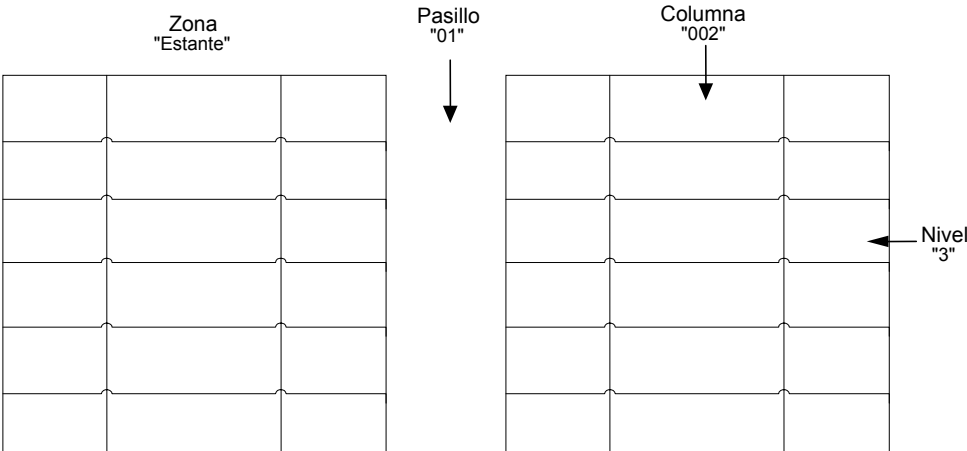 Zona
"Estante"
Pasillo
"01"
Columna
"002"
Nivel
"3"